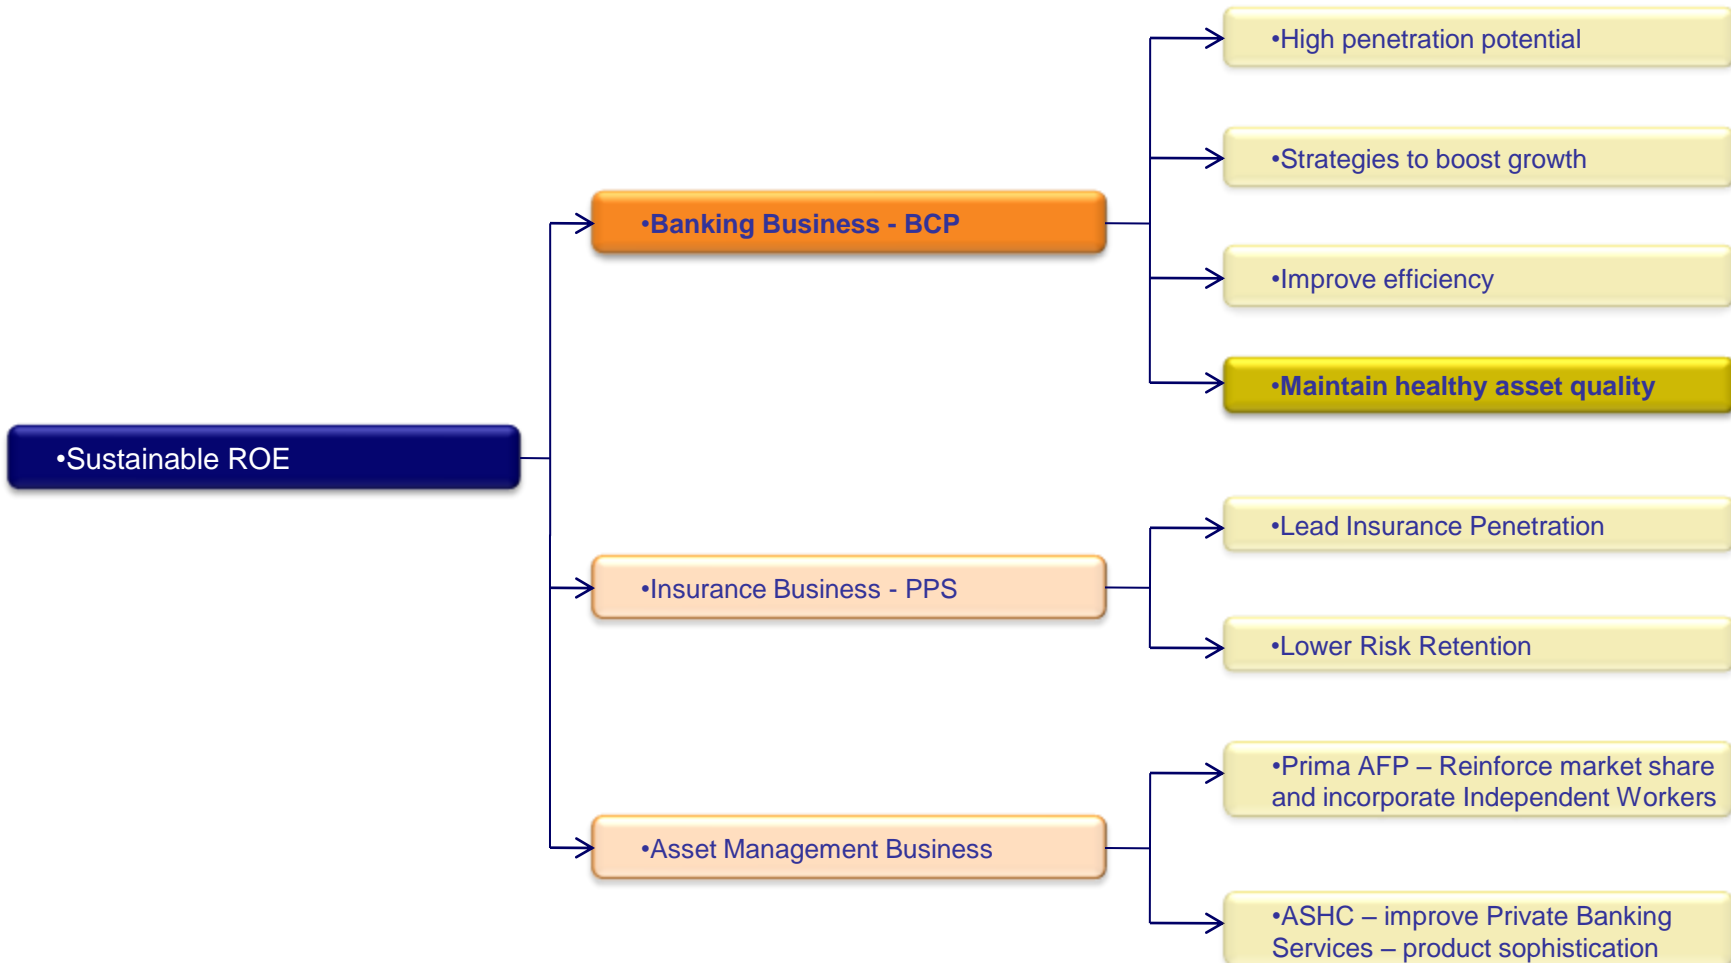 •Sustainable ROE
•Banking Business - BCP
•High penetration potential
•Strategies to boost growth
•Improve efficiency
•Maintain healthy asset quality
•Insurance Business - PPS
•Lead Insurance Penetration
•Lower Risk Retention
•Asset Management Business
•Prima AFP – Reinforce market share
and incorporate Independent Workers
•ASHC – improve Private Banking
Services – product sophistication